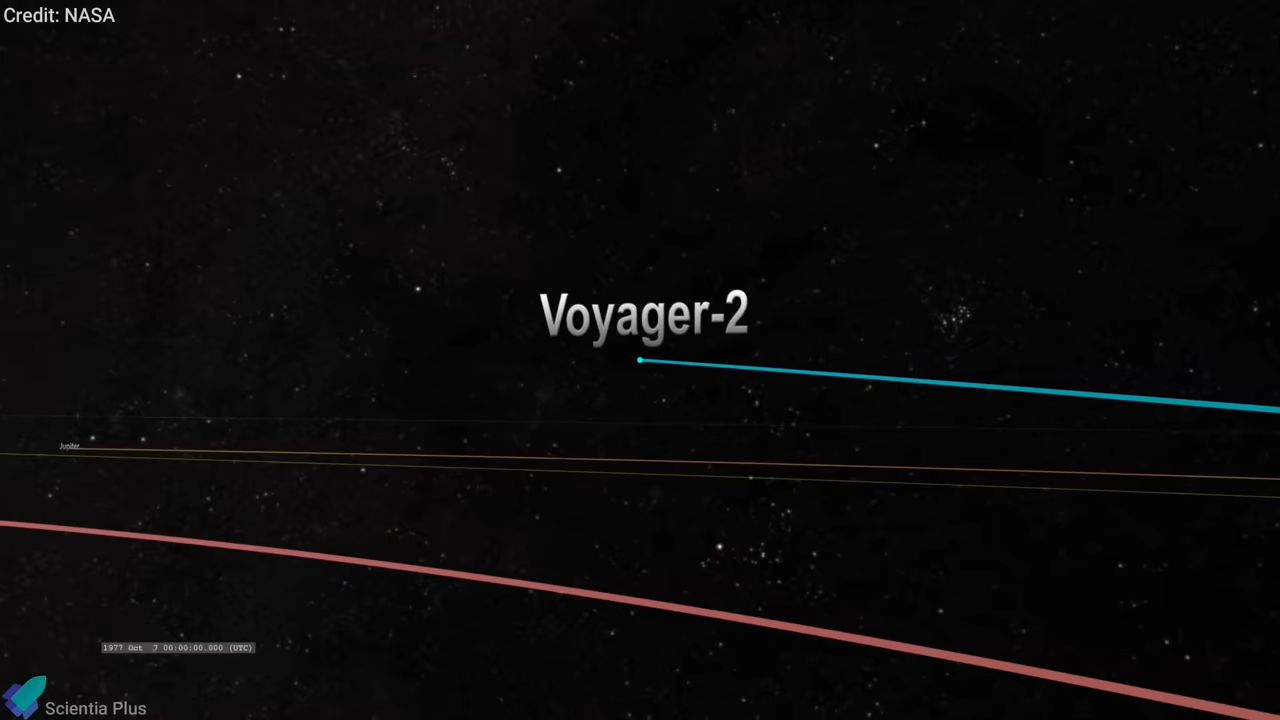 Credit: NASA
Voyager-2
Jupiter
1977 Oct 7 00:00:00.000 (UTC)
Scientia Plus